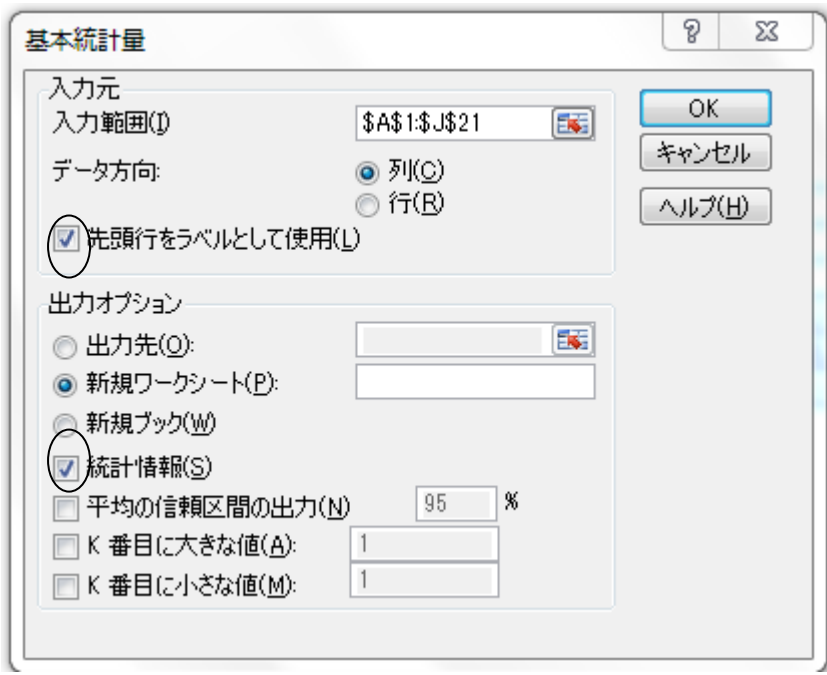 基本統計量
入力元
入力範囲(I)
$A$1:$J$21
OK
キャンセル
ヘルプ(H)
データ方向:
列(C)
行(R)
先頭行をラベルとして使用(L)
出力オプション
出力先(O):
新規ワークシート(P):
新規ブック(W)
統計情報(S)
平均の信頼区間の出力(N)
95 %
K 番目に大きな値(A):
1
K 番目に小さな値(M):
1